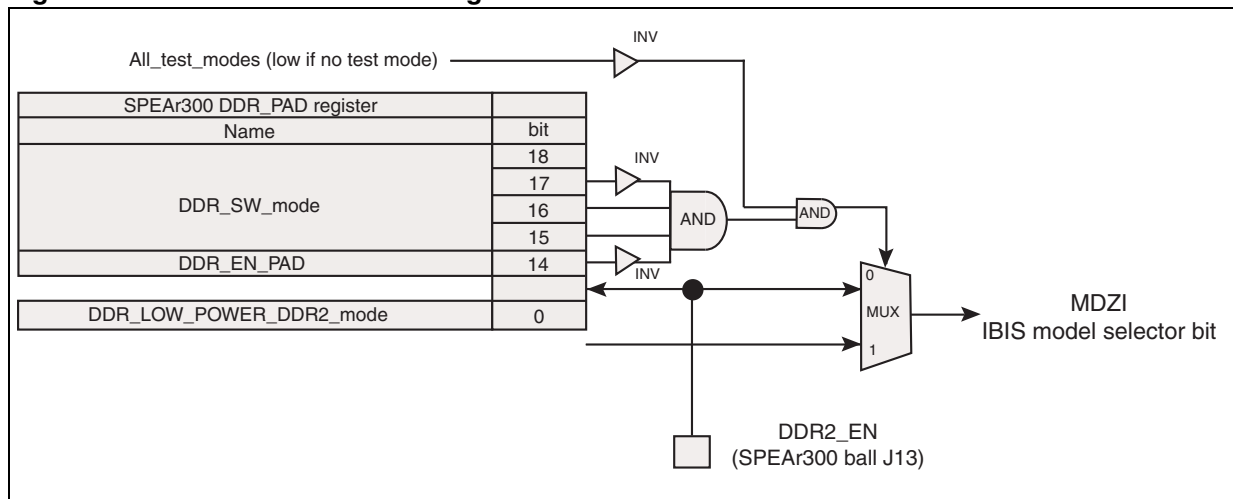 INV
All_test_modes (low if no test mode)
SPEAr300 DDR_PAD register
Name bit
18
INV
17
DDR_SW_mode 16 AND AND
15
DDR_EN_PAD 14
INV
0
DDR_LOW_POWER_DDR2_mode 0 MUX MDZI
IBIS model selector bit
1
DDR2_EN
(SPEAr300 ball J13)